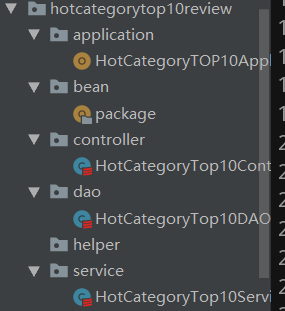 hotcategorytop10review
application
HotCategoryTOP10Appl
bean
package
controller
HotCategoryTop10Cont
dao
HotCategoryTop10DAO
helper
service
HotCategoryTop10Servi